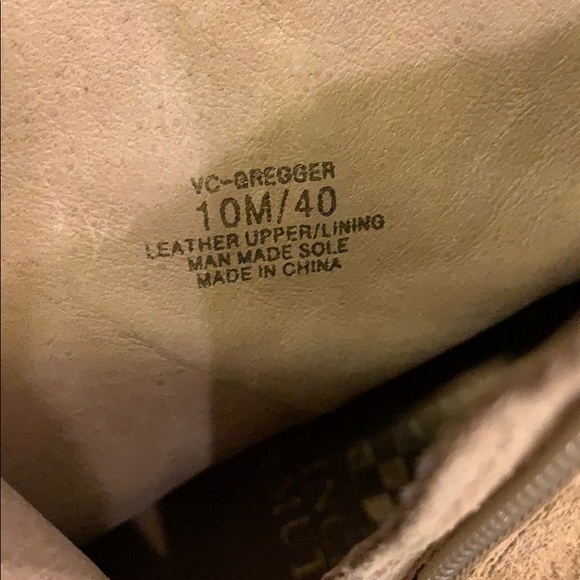 VC-GREGGER
10M/40
LEATHER UPPER/LINING
MAN MADE SOLE
MADE IN CHINA